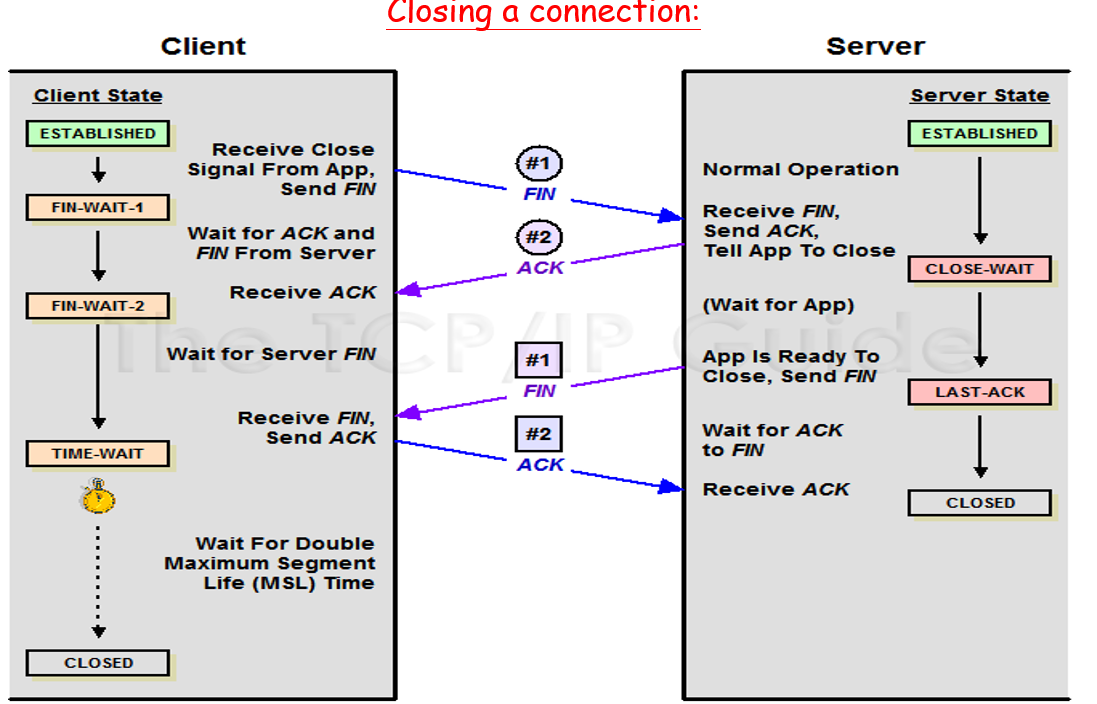 Closing a connection:
Client
Server
Client State
ESTABLISHED
Receive Close
Signal From App,
Send FIN
FIN-WAIT-1
Wait for ACK and
FIN From Server
Receive ACK
FIN-WAIT-2
Wait for Server FIN
Receive FIN,
Send ACK
TIME-WAIT
Wait For Double
Maximum Segment
Life (MSL) Time
CLOSED
#1
FIN
#2
ACK
#1
FIN
#2
ACK
Server State
ESTABLISHED
Normal Operation
Receive FIN,
Send ACK,
Tell App To Close
CLOSE-WAIT
(Wait for App)
App Is Ready To
Close, Send FIN
LAST-ACK
Wait for ACK
to FIN
Receive ACK
CLOSED
The TCP/IP Guide